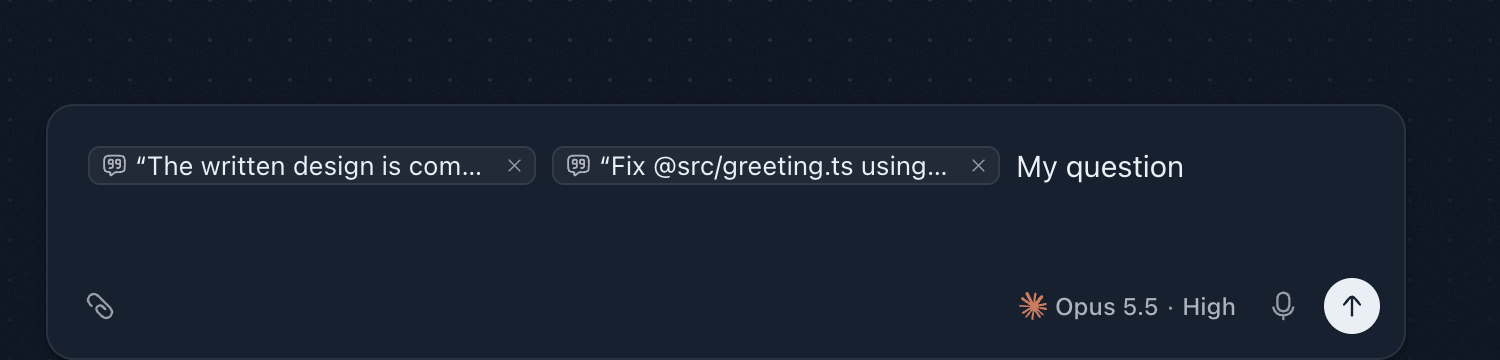 “The written design is com... “Fix @src/greeting.ts using... My question
Opus 5.5 · High